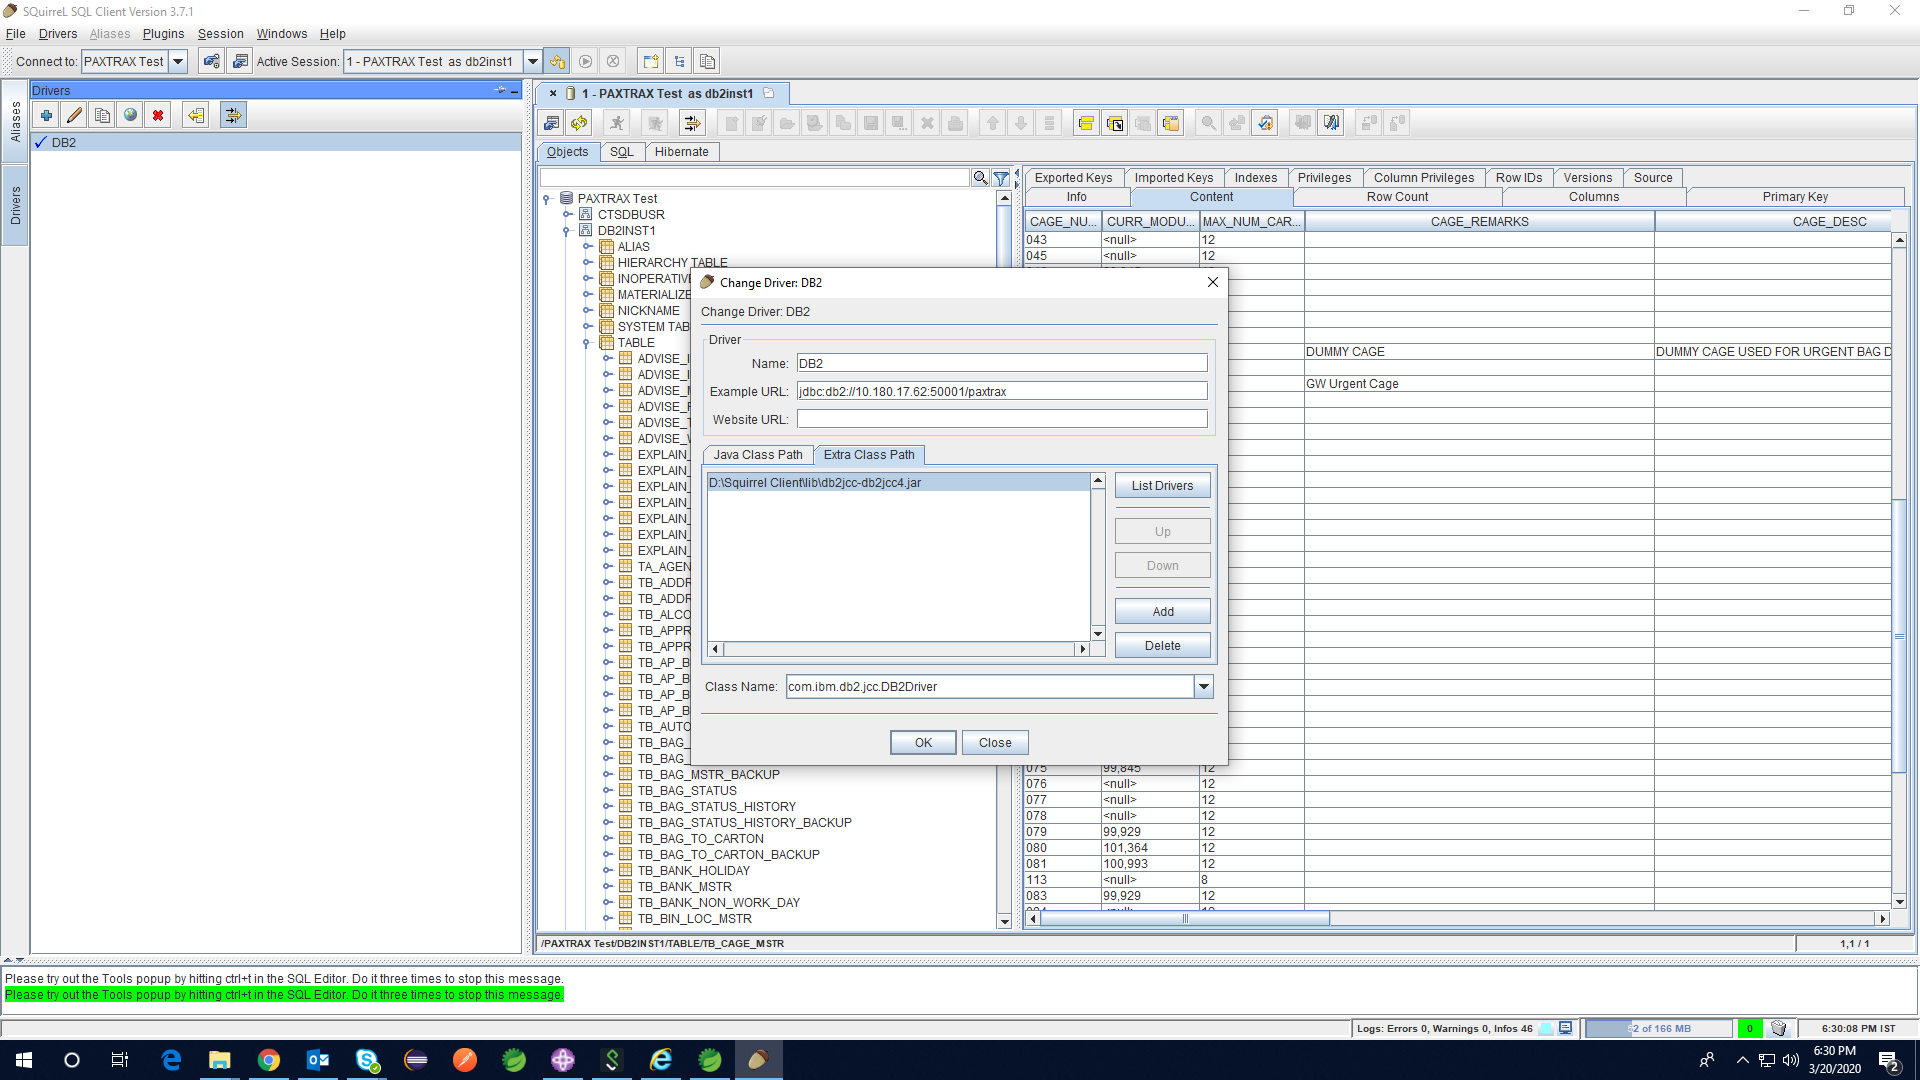 SQuirreL SQL Client Version 3.7.1
File Drivers Aliases Plugins Session Windows Help
Connect to: PAXTRAX Test Active Session: 1 - PAXTRAX Test as db2inst1
Aliases
Drivers
Drivers
DB2
1 - PAXTRAX Test as db2inst1
Objects SQL Hibernate
PAXTRAX Test
CTSDBUSR
DB2INST1
ALIAS
HIERARCHY TABLE
INOPERATIVE
MATERIALIZE
NICKNAME
SYSTEM TAB
TABLE
ADVISE_I
ADVISE_I
ADVISE_
ADVISE_
ADVISE_T
ADVISE_
EXPLAIN_
EXPLAIN_
EXPLAIN_
EXPLAIN_
EXPLAIN_
EXPLAIN_
EXPLAIN_
TA_AGEN
TB_ADDR
TB_ADDR
TB_ALCO
TB_APPR
TB_APPR
TB_AP_B
TB_AP_B
TB_AP_B
TB_AP_B
TB_AUTO
TB_BAG_
TB_BAG_
TB_BAG_MSTR_BACKUP
TB_BAG_STATUS
TB_BAG_STATUS_HISTORY
TB_BAG_STATUS_HISTORY_BACKUP
TB_BAG_TO_CARTON
TB_BAG_TO_CARTON_BACKUP
TB_BANK_HOLIDAY
TB_BANK_MSTR
TB_BANK_NON_WORK_DAY
TB_BIN_LOC_MSTR
Exported Keys Imported Keys Indexes Privileges Column Privileges Row IDs Versions Source
Info Content Row Count Columns Primary Key
CAGE_NU... CURR_MODU... MAX_NUM_CAR... CAGE_REMARKS CAGE_DESC
043 <null> 12
045 <null> 12
DUMMY CAGE DUMMY CAGE USED FOR URGENT BAG D
GW Urgent Cage
075 99,845 12
076 <null> 12
077 <null> 12
078 <null> 12
079 99,929 12
080 101,364 12
081 100,993 12
113 <null> 8
083 99,929 12
Change Driver: DB2
Change Driver: DB2
Driver
Name: DB2
Example URL: jdbc:db2://10.180.17.62:50001/paxtrax
Website URL:
Java Class Path Extra Class Path
D:\Squirrel Client\lib\db2jcc-db2jcc4.jar
List Drivers
Up
Down
Add
Delete
Class Name: com.ibm.db2.jcc.DB2Driver
OK Close
/PAXTRAX Test/DB2INST1/TABLE/TB_CAGE_MSTR 1,1 / 1
Please try out the Tools popup by hitting ctrl+t in the SQL Editor. Do it three times to stop this message.
Please try out the Tools popup by hitting ctrl+t in the SQL Editor. Do it three times to stop this message.
Logs: Errors 0, Warnings 0, Infos 46 52 of 166 MB 0 6:30:08 PM IST
6:30 PM
3/20/2020
2